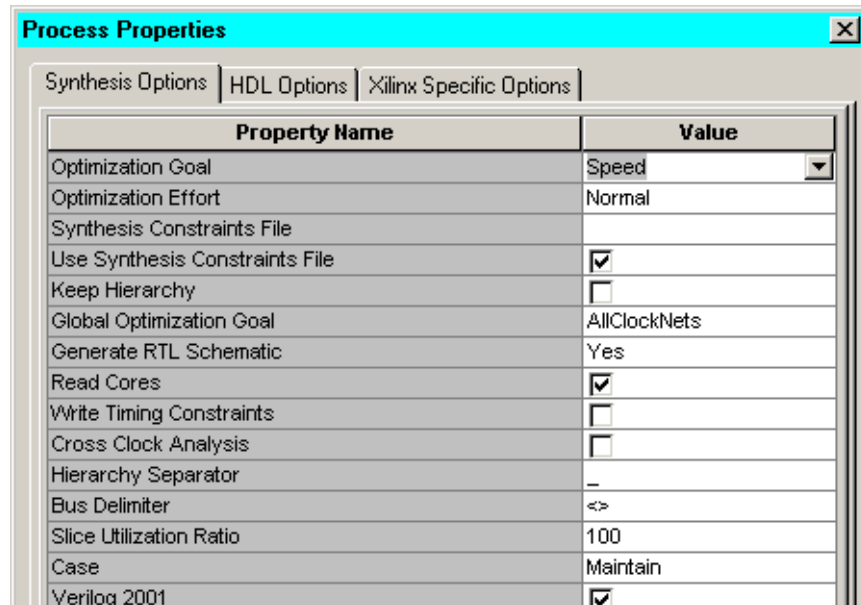 Process Properties
Synthesis Options HDL Options Xilinx Specific Options
Property Name Value
Optimization Goal Speed
Optimization Effort Normal
Synthesis Constraints File
Use Synthesis Constraints File
Keep Hierarchy
Global Optimization Goal AllClockNets
Generate RTL Schematic Yes
Read Cores
Write Timing Constraints
Cross Clock Analysis
Hierarchy Separator _
Bus Delimiter <>
Slice Utilization Ratio 100
Case Maintain
Verilog 2001